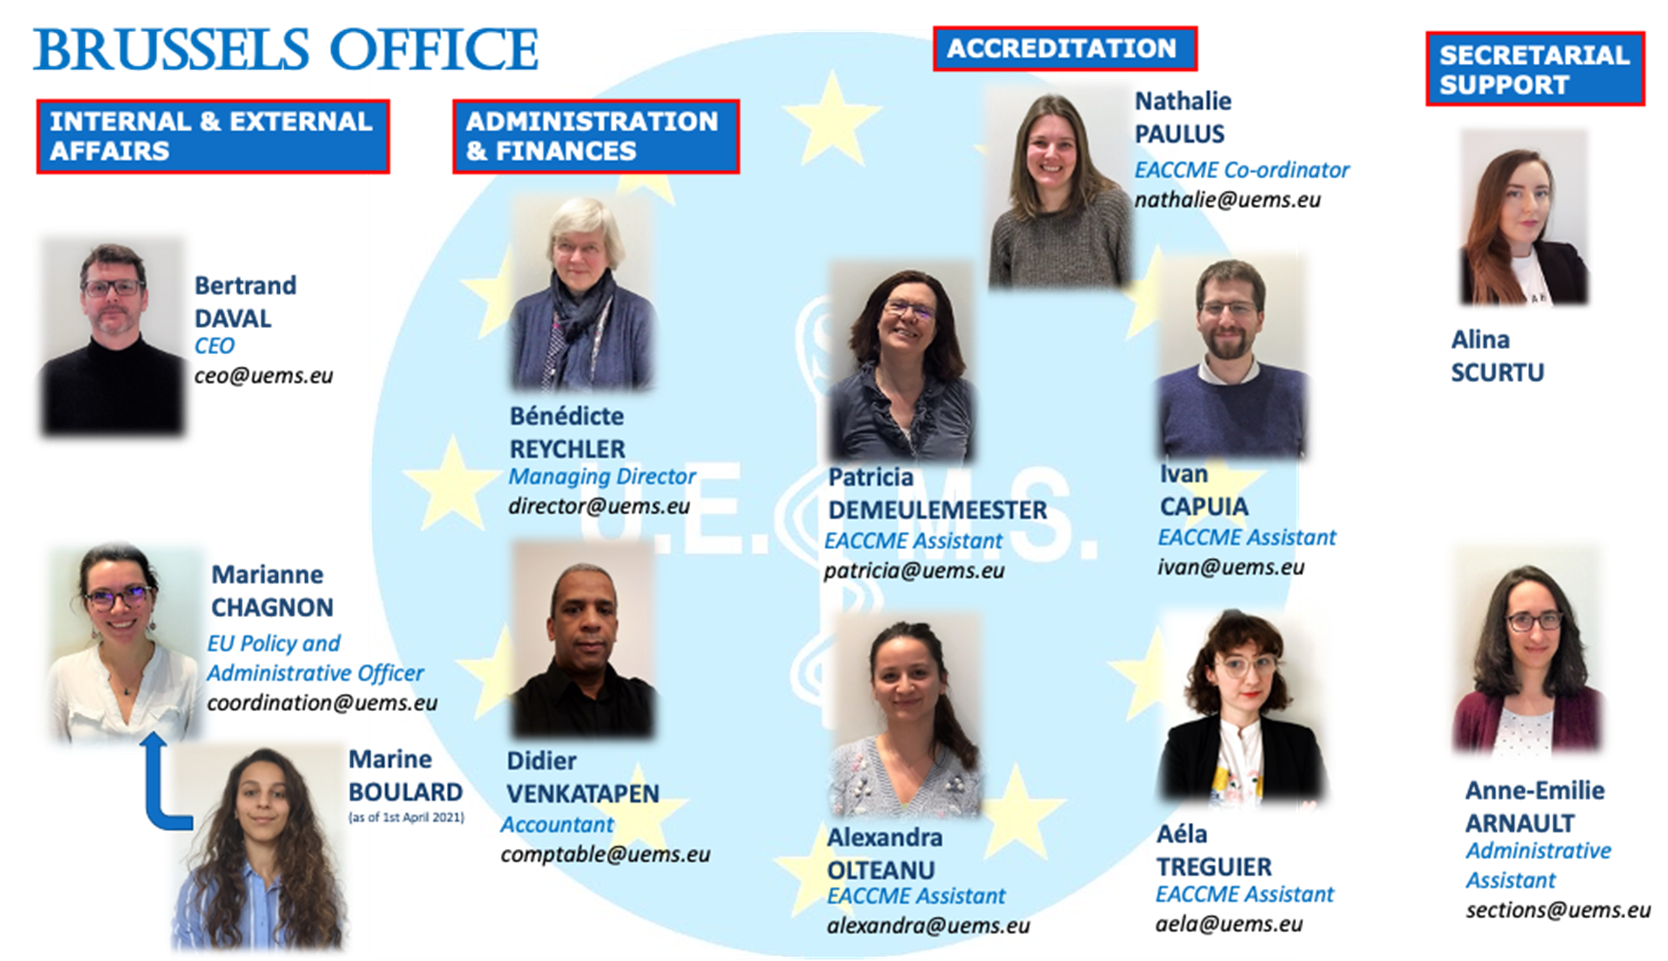 BRUSSELS OFFICE
INTERNAL & EXTERNAL
AFFAIRS
Bertrand
DAVAL
CEO
ceo@uems.eu
Marianne
CHAGNON
EU Policy and
Administrative Officer
coordination@uems.eu
Marine
BOULARD
(as of 1st April 2021)
ADMINISTRATION
& FINANCES
Bénédicte
REYCHLER
Managing Director
director@uems.eu
Didier
VENKATAPEN
Accountant
comptable@uems.eu
ACCREDITATION
Nathalie
PAULUS
EACCME Co-ordinator
nathalie@uems.eu
Patricia
DEMEULEMEESTER
EACCME Assistant
patricia@uems.eu
Ivan
CAPUIA
EACCME Assistant
ivan@uems.eu
Alexandra
OLTEANU
EACCME Assistant
alexandra@uems.eu
Aéla
TREGUIER
EACCME Assistant
aela@uems.eu
SECRETARIAL
SUPPORT
Alina
SCURTU
Anne-Emilie
ARNAULT
Administrative
Assistant
sections@uems.eu
U.E.M.S.